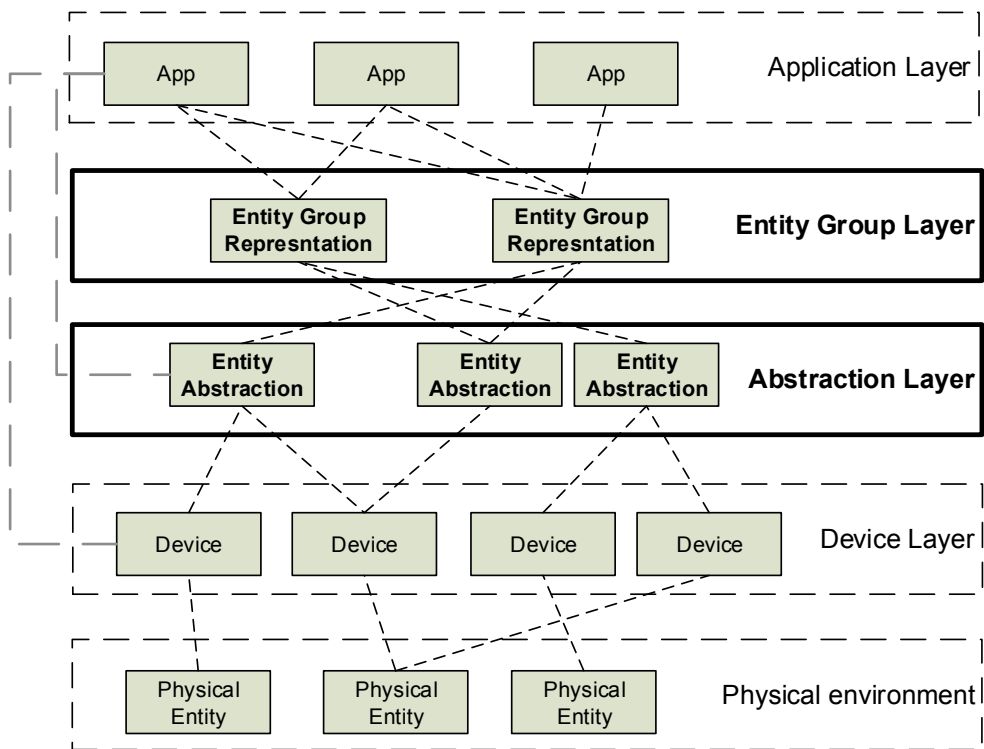 App
App
App
Application Layer
Entity Group
Represntation
Entity Group
Represntation
Entity Group Layer
Entity
Abstraction
Entity
Abstraction
Entity
Abstraction
Abstraction Layer
Device
Device
Device
Device
Device Layer
Physical
Entity
Physical
Entity
Physical
Entity
Physical environment